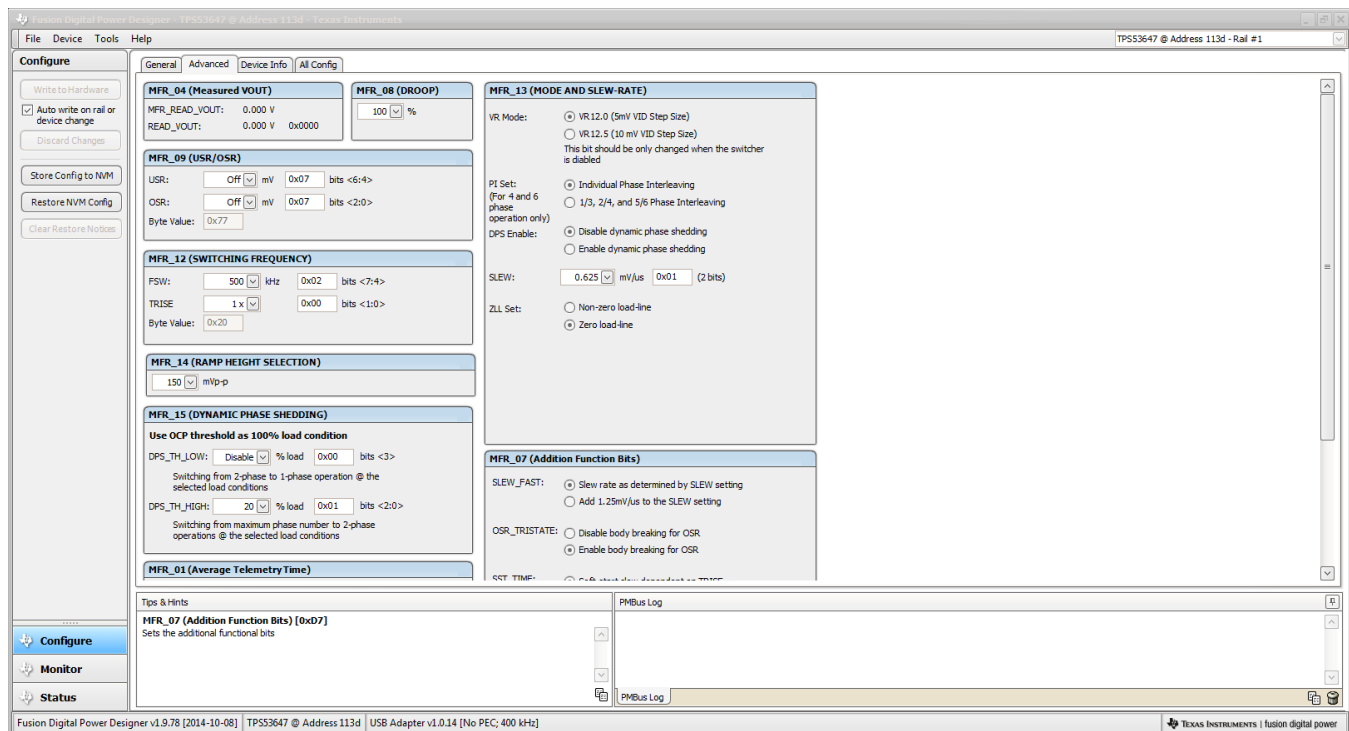 Fusion Digital Power Designer - TPS53647 @ Address 113d - Texas Instruments
File Device Tools Help
TPS53647 @ Address 113d - Rail #1
Configure
Write to Hardware
Auto write on rail or
device change
Discard Changes
Store Config to NVM
Restore NVM Config
Clear Restore Notices
General Advanced Device Info All Config
MFR_04 (Measured VOUT)
MFR_READ_VOUT: 0.000 V
READ_VOUT: 0.000 V 0x0000
MFR_08 (DROOP)
100 %
MFR_09 (USR/OSR)
USR: Off mV 0x07 bits <6:4>
OSR: Off mV 0x07 bits <2:0>
Byte Value: 0x77
MFR_12 (SWITCHING FREQUENCY)
FSW: 500 kHz 0x02 bits <7:4>
TRISE 1 x 0x00 bits <1:0>
Byte Value: 0x20
MFR_14 (RAMP HEIGHT SELECTION)
150 mVp-p
MFR_15 (DYNAMIC PHASE SHEDDING)
Use OCP threshold as 100% load condition
DPS_TH_LOW: Disable % load 0x00 bits <3>
Switching from 2-phase to 1-phase operation @ the
selected load conditions
DPS_TH_HIGH: 20 % load 0x01 bits <2:0>
Switching from maximum phase number to 2-phase
operations @ the selected load conditions
MFR_01 (Average Telemetry Time)
MFR_13 (MODE AND SLEW-RATE)
VR Mode: VR12.0 (5mV VID Step Size)
VR12.5 (10 mV VID Step Size)
This bit should be only changed when the switcher
is diabled
PI Set: Individual Phase Interleaving
(For 4 and 6
phase
operation only)
1/3, 2/4, and 5/6 Phase Interleaving
DPS Enable: Disable dynamic phase shedding
Enable dynamic phase shedding
SLEW: 0.625 mV/us 0x01 (2 bits)
ZLL Set: Non-zero load-line
Zero load-line
MFR_07 (Addition Function Bits)
SLEW_FAST: Slew rate as determined by SLEW setting
Add 1.25mV/us to the SLEW setting
OSR_TRISTATE: Disable body breaking for OSR
Enable body breaking for OSR
SST_TIME: Soft-start slew dependent on TRISE
Tips & Hints
MFR_07 (Addition Function Bits) [0xD7]
Sets the additional functional bits
PMBus Log
PMBus Log
Configure
Monitor
Status
Fusion Digital Power Designer v1.9.78 [2014-10-08] TPS53647 @ Address 113d USB Adapter v1.0.14 [No PEC; 400 kHz]
TEXAS INSTRUMENTS | fusion digital power